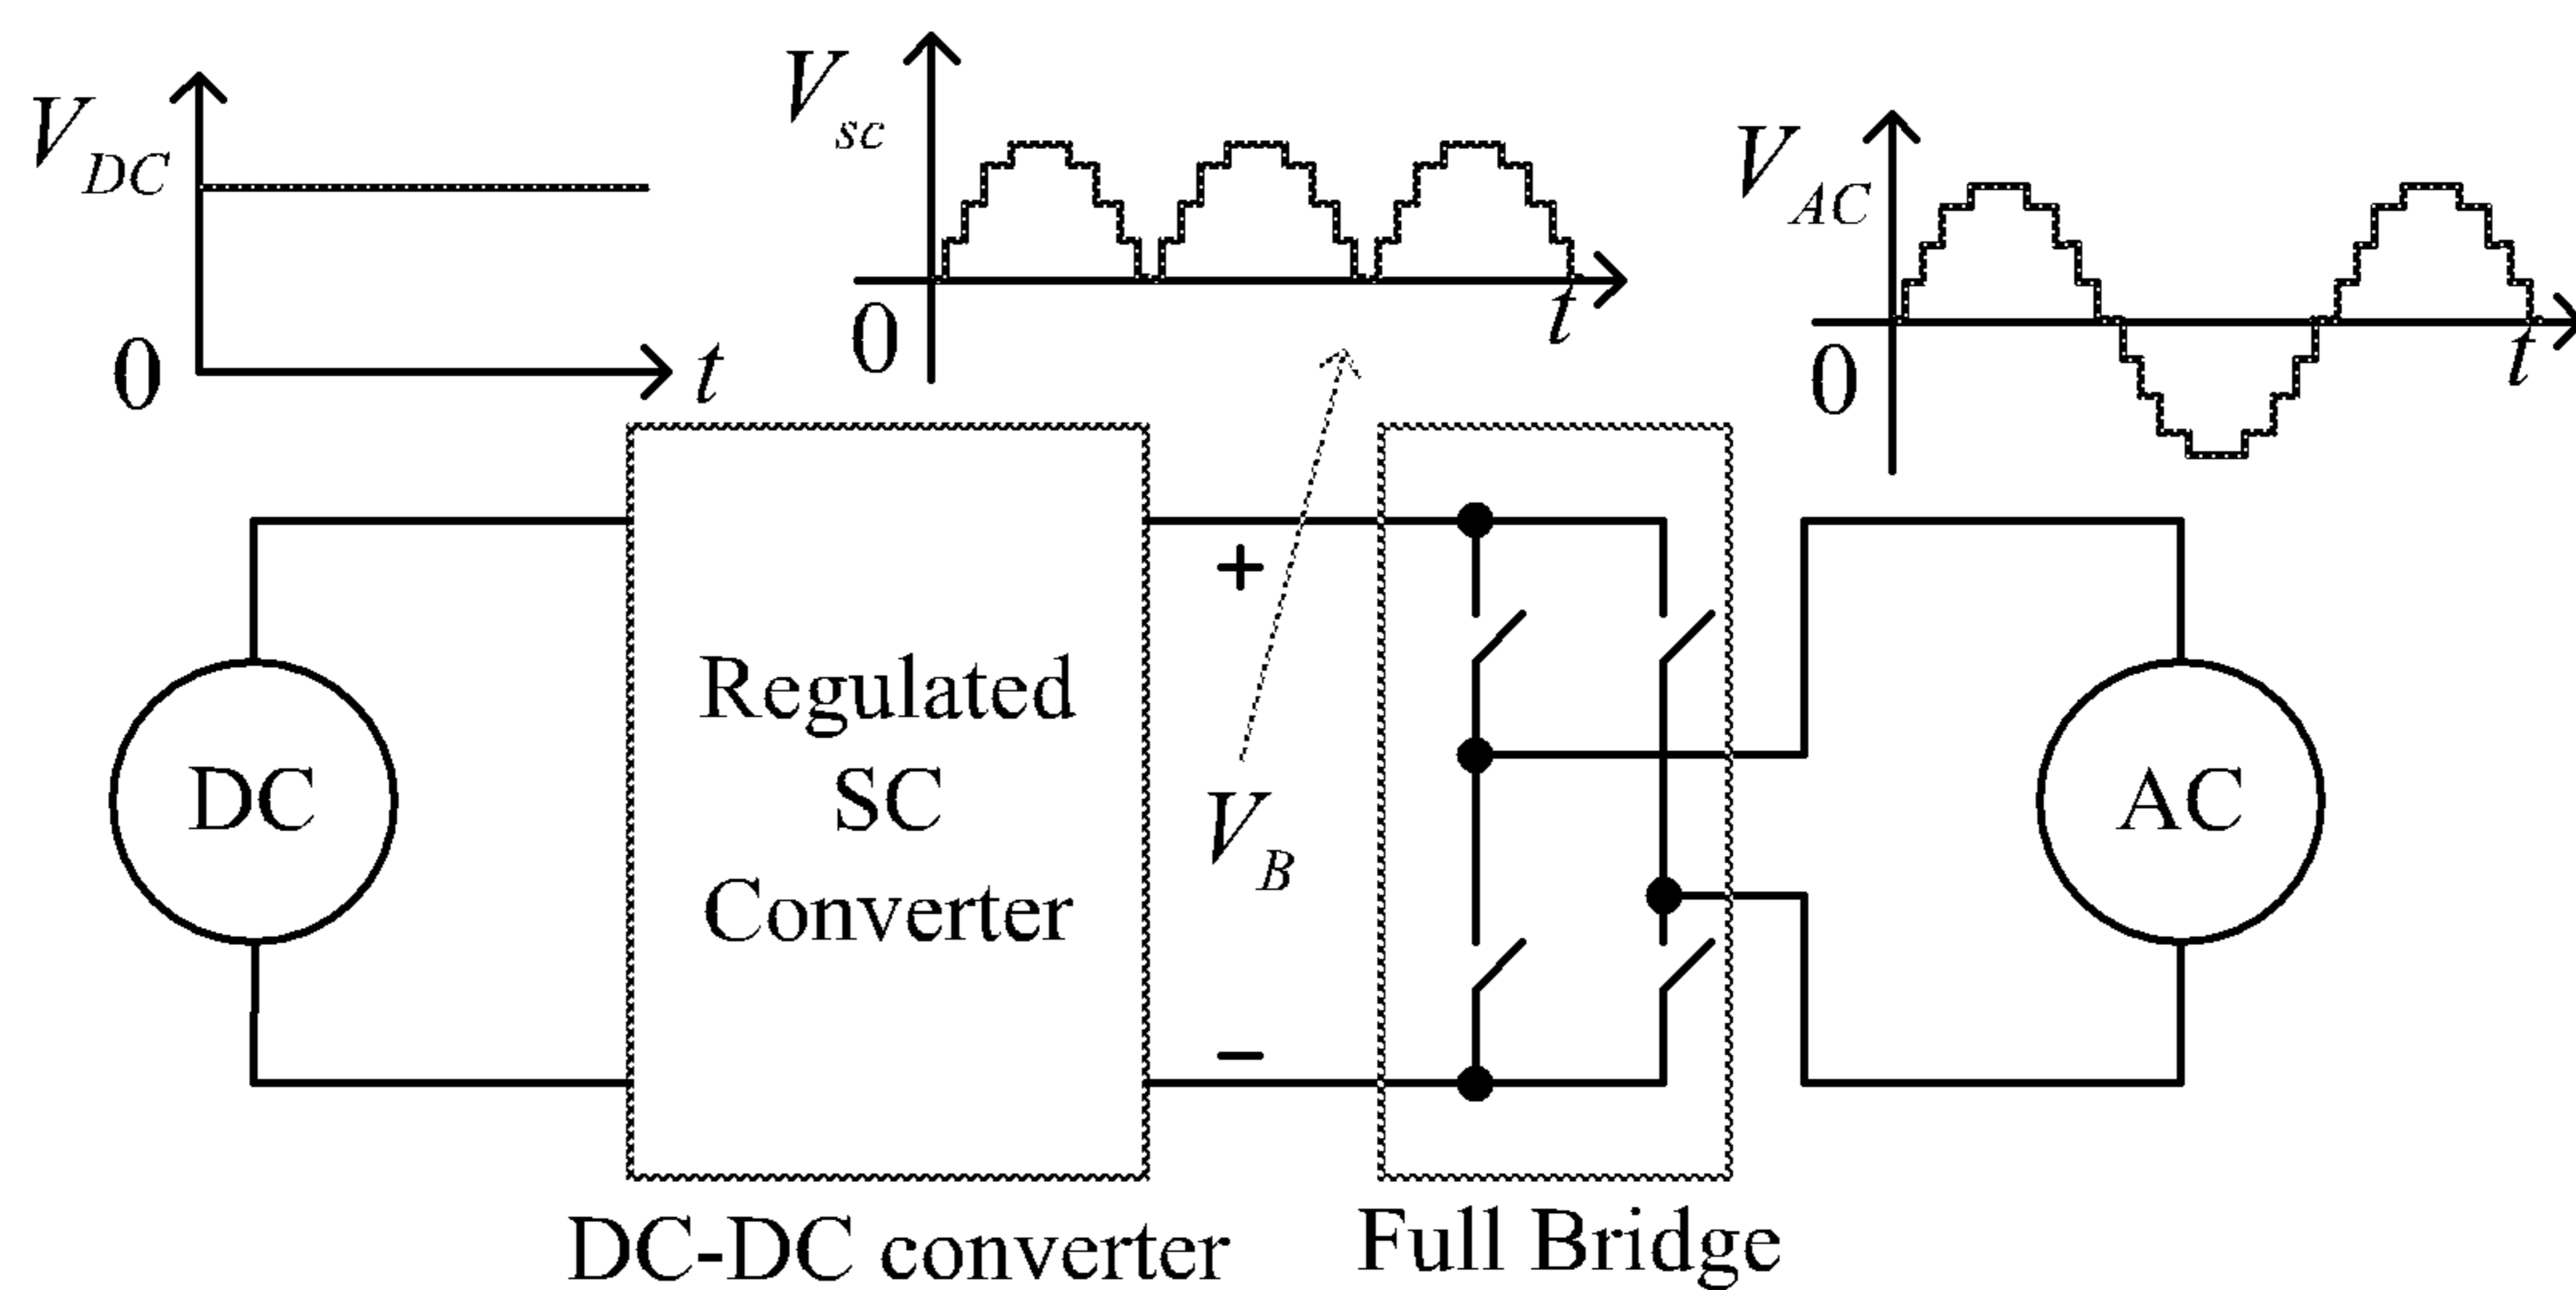 V_DC
0
t
V_sc
0
t
V_AC
0
t
DC
Regulated
SC
Converter
+
V_B
−
AC
DC-DC converter
Full Bridge